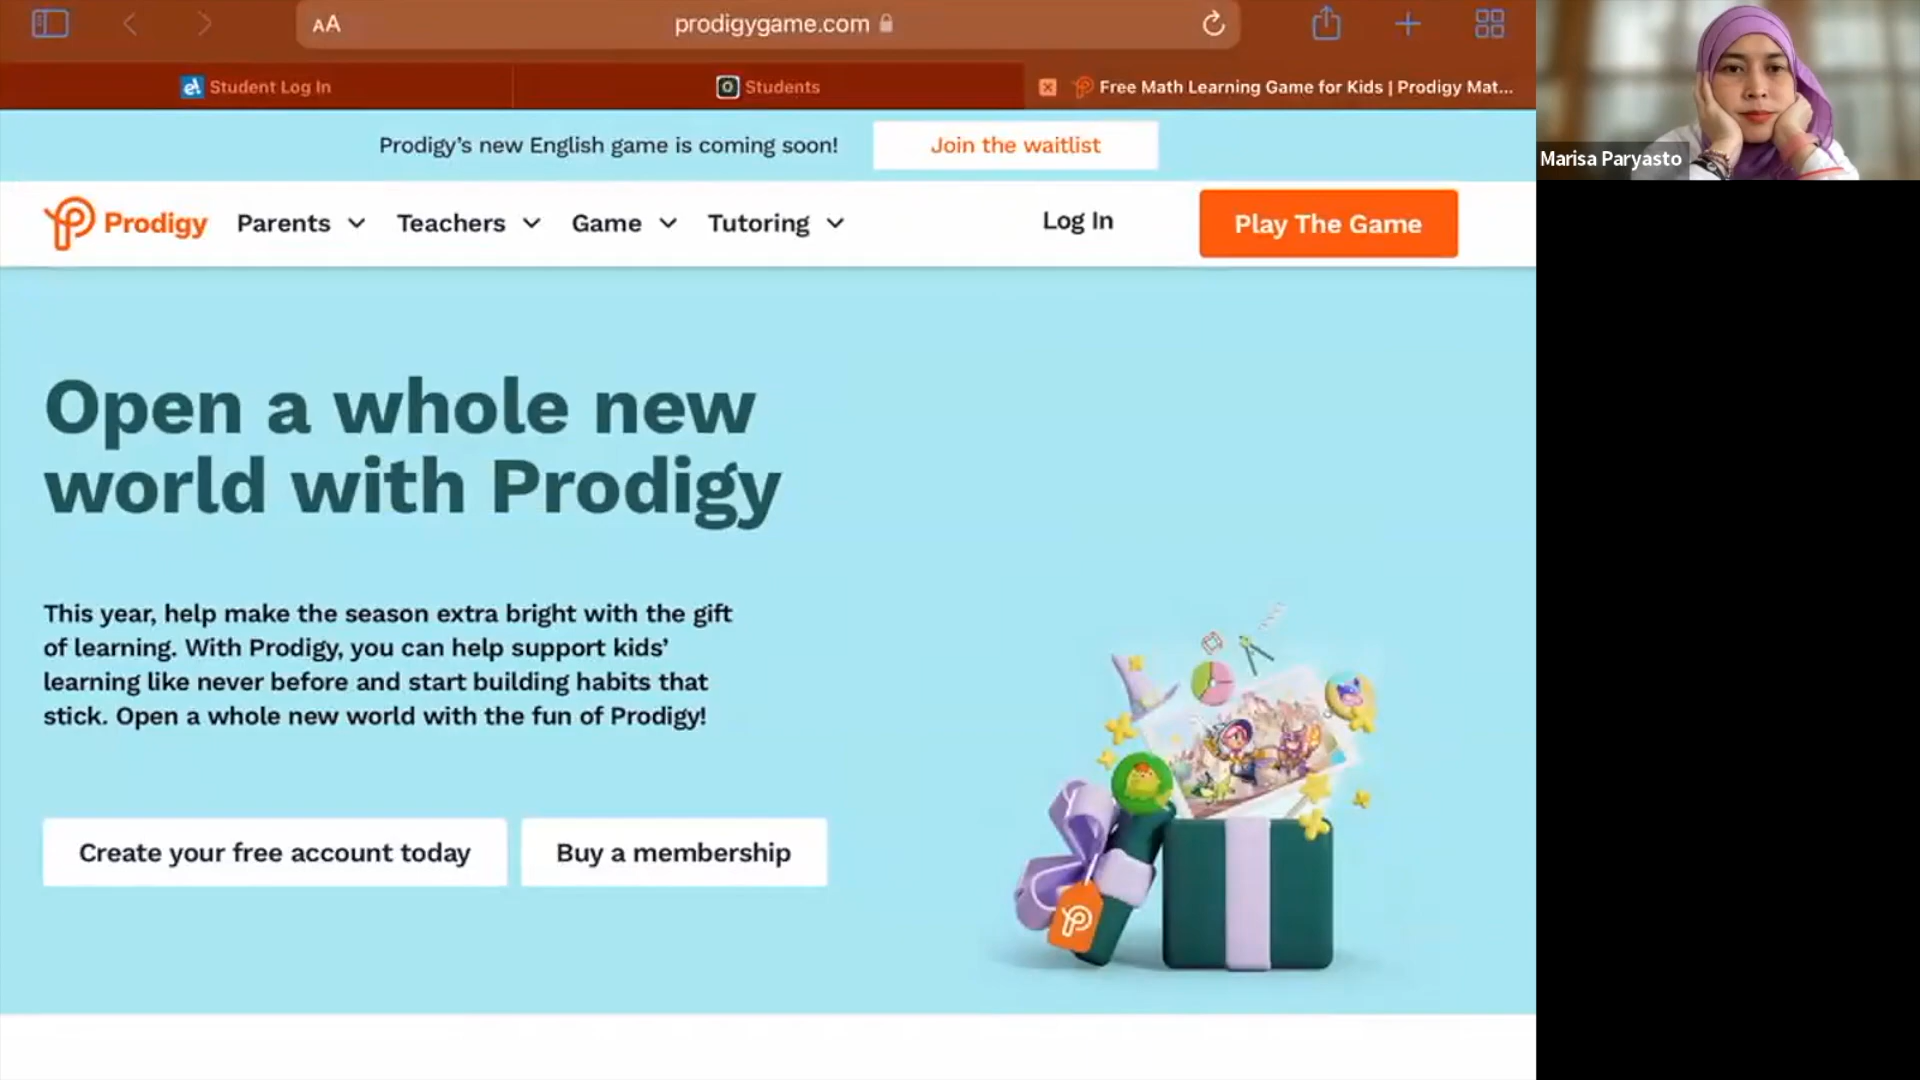 AA
prodigygame.com
Student Log In
Students
Free Math Learning Game for Kids | Prodigy Mat...
Prodigy's new English game is coming soon!
Join the waitlist
Prodigy
Parents
Teachers
Game
Tutoring
Log In
Play The Game
Marisa Paryasto
Open a whole new
world with Prodigy
This year, help make the season extra bright with the gift
of learning. With Prodigy, you can help support kids'
learning like never before and start building habits that
stick. Open a whole new world with the fun of Prodigy!
Create your free account today
Buy a membership